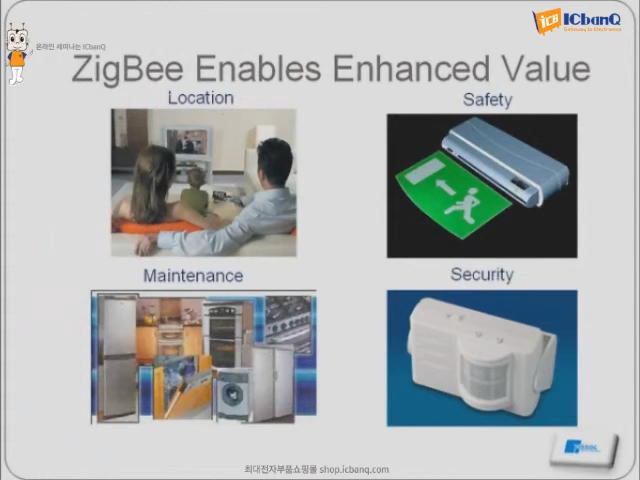 ICB
ICbanQ
Gateway to Electronics
온라인 세미나는 ICbanQ
ZigBee Enables Enhanced Value
Location
Safety
Maintenance
Security
최대전자부품쇼핑몰 shop.icbanq.com